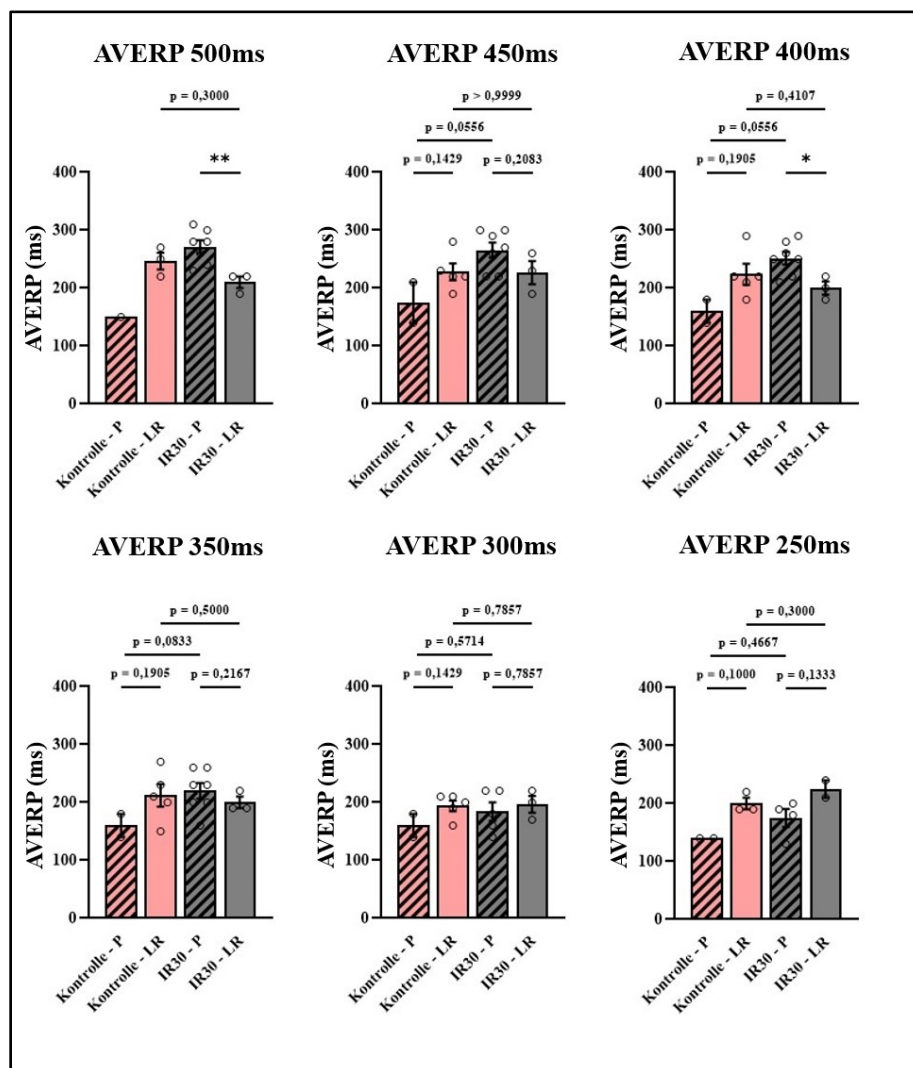 AVERP 500ms
p = 0,3000
**
400
300
200
100
0
AVERP (ms)
Kontrolle - P
Kontrolle - LR
IR30 - P
IR30 - LR
AVERP 450ms
p > 0,9999
p = 0,0556
p = 0,1429
p = 0,2083
400
300
200
100
0
AVERP (ms)
Kontrolle - P
Kontrolle - LR
IR30 - P
IR30 - LR
AVERP 400ms
p = 0,4107
p = 0,0556
p = 0,1905
*
400
300
200
100
0
AVERP (ms)
Kontrolle - P
Kontrolle - LR
IR30 - P
IR30 - LR
AVERP 350ms
p = 0,5000
p = 0,0833
p = 0,1905
p = 0,2167
400
300
200
100
0
AVERP (ms)
Kontrolle - P
Kontrolle - LR
IR30 - P
IR30 - LR
AVERP 300ms
p = 0,7857
p = 0,5714
p = 0,1429
p = 0,7857
400
300
200
100
0
AVERP (ms)
Kontrolle - P
Kontrolle - LR
IR30 - P
IR30 - LR
AVERP 250ms
p = 0,3000
p = 0,4667
p = 0,1000
p = 0,1333
400
300
200
100
0
AVERP (ms)
Kontrolle - P
Kontrolle - LR
IR30 - P
IR30 - LR